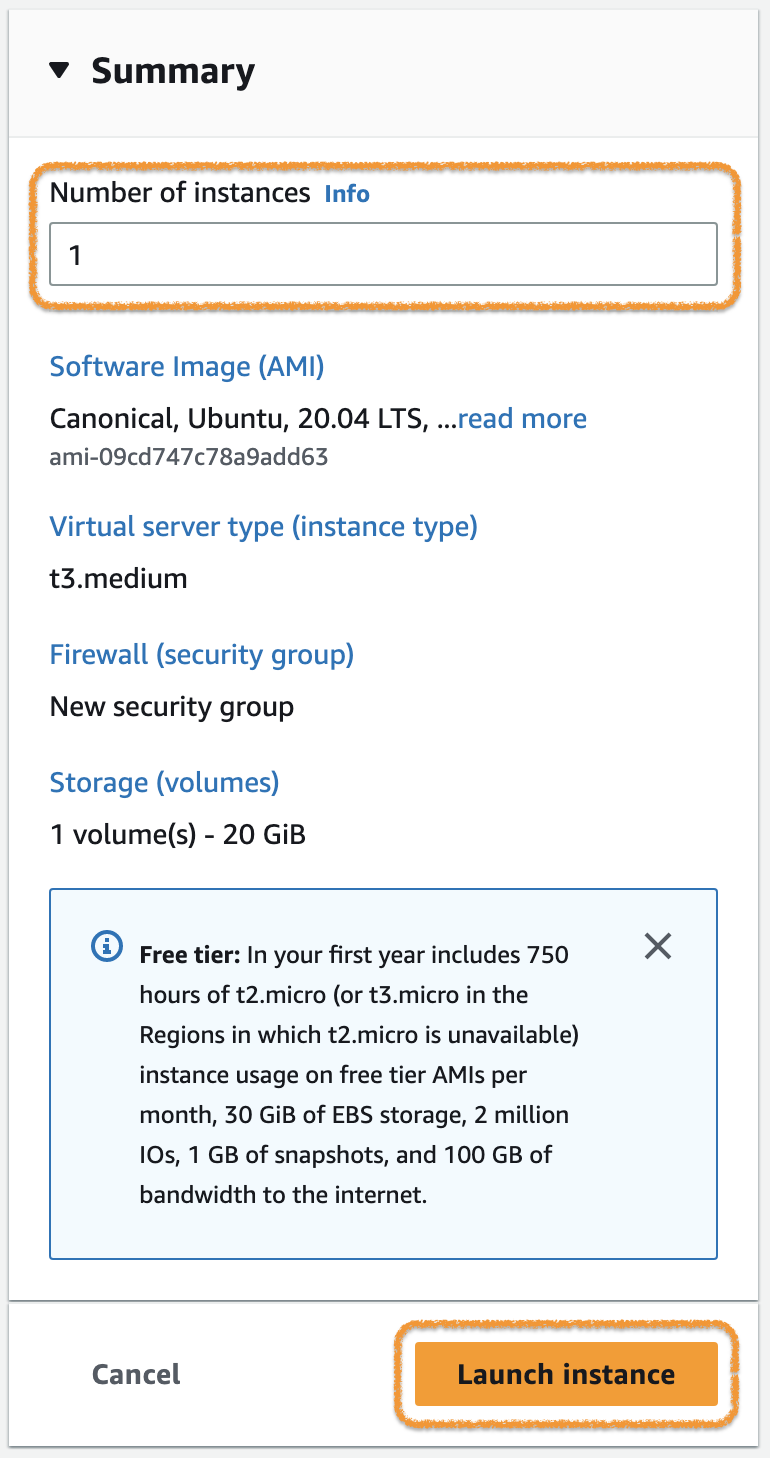 Summary
Number of instances Info
1
Software Image (AMI)
Canonical, Ubuntu, 20.04 LTS, ...read more
ami-09cd747c78a9add63
Virtual server type (instance type)
t3.medium
Firewall (security group)
New security group
Storage (volumes)
1 volume(s) - 20 GiB
Free tier: In your first year includes 750
hours of t2.micro (or t3.micro in the
Regions in which t2.micro is unavailable)
instance usage on free tier AMIs per
month, 30 GiB of EBS storage, 2 million
IOs, 1 GB of snapshots, and 100 GB of
bandwidth to the internet.
Cancel
Launch instance